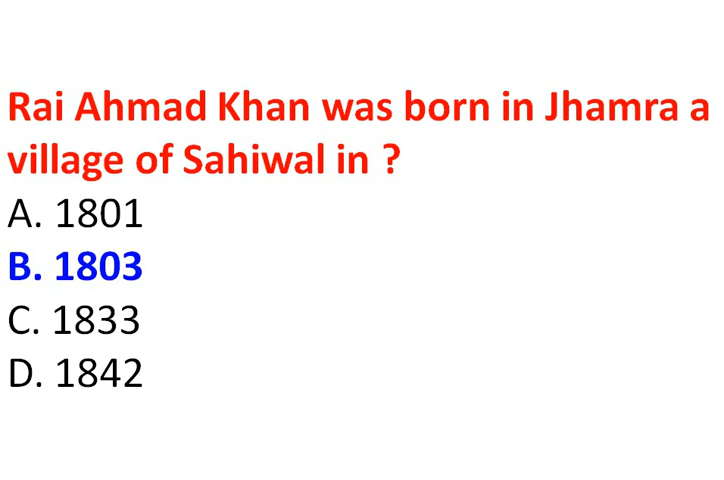 Rai Ahmad Khan was born in Jhamra a
village of Sahiwal in ?
A. 1801
B. 1803
C. 1833
D. 1842